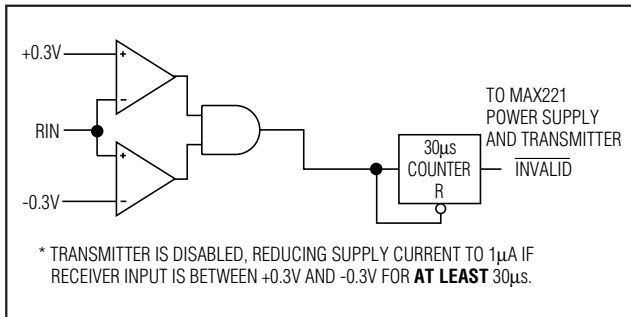 +0.3V
+
-
RIN
+
-
-0.3V
30µs
COUNTER
R
TO MAX221
POWER SUPPLY
AND TRANSMITTER
INVALID
* TRANSMITTER IS DISABLED, REDUCING SUPPLY CURRENT TO 1µA IF
RECEIVER INPUT IS BETWEEN +0.3V AND -0.3V FOR AT LEAST 30µs.